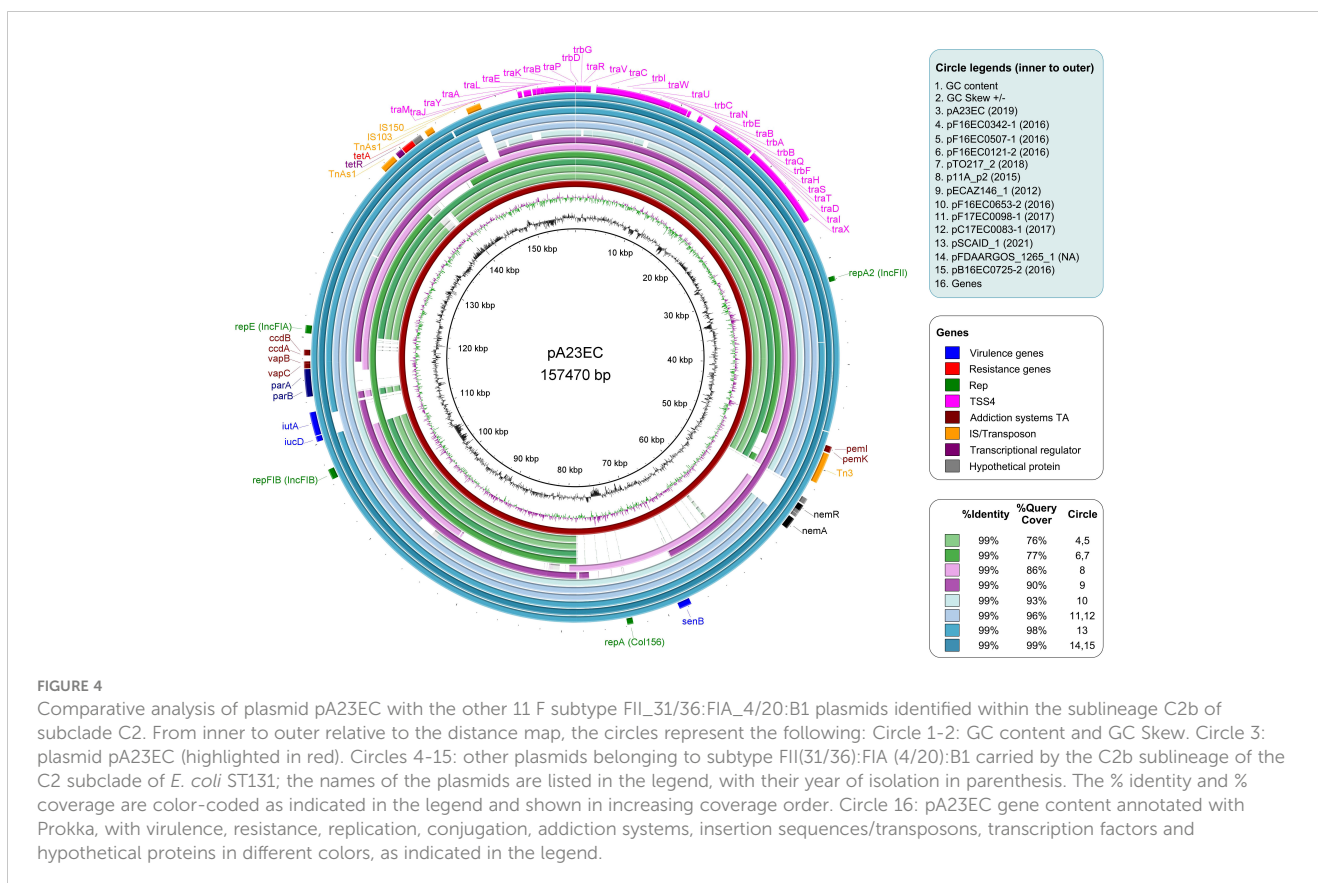 trbG
trbD
traP
traR
traB
traV
traK
traC
traE
trbI
traL
traW
traA
traU
traY
traJ
traM
trbC
traN
trbE
traB
trbA
trbB
traQ
trbF
traH
traS
traT
traD
traI
traX
IS150
IS103
TnAs1
tetA
tetR
TnAs1
repA2 (IncFII)
repE (IncFIA)
ccdB
ccdA
vapB
vapC
parA
parB
iutA
iucD
repFIB (IncFIB)
pemI
pemK
Tn3
nemR
nemA
senB
repA (Col156)
10 kbp
20 kbp
30 kbp
40 kbp
50 kbp
60 kbp
70 kbp
80 kbp
90 kbp
100 kbp
110 kbp
120 kbp
130 kbp
140 kbp
150 kbp
pA23EC
157470 bp
Circle legends (inner to outer)
1. GC content
2. GC Skew +/-
3. pA23EC (2019)
4. pF16EC0342-1 (2016)
5. pF16EC0507-1 (2016)
6. pF16EC0121-2 (2016)
7. pTO217_2 (2018)
8. p11A_p2 (2015)
9. pECAZ146_1 (2012)
10. pF16EC0653-2 (2016)
11. pF17EC0098-1 (2017)
12. pC17EC0083-1 (2017)
13. pSCAID_1 (2021)
14. pFDAARGOS_1265_1 (NA)
15. pB16EC0725-2 (2016)
16. Genes
Genes
Virulence genes
Resistance genes
Rep
TSS4
Addiction systems TA
IS/Transposon
Transcriptional regulator
Hypothetical protein
%Identity %Query Cover Circle
99% 76% 4,5
99% 77% 6,7
99% 86% 8
99% 90% 9
99% 93% 10
99% 96% 11,12
99% 98% 13
99% 99% 14,15
FIGURE 4
Comparative analysis of plasmid pA23EC with the other 11 F subtype FII_31/36:FIA_4/20:B1 plasmids identified within the sublineage C2b of
subclade C2. From inner to outer relative to the distance map, the circles represent the following: Circle 1-2: GC content and GC Skew. Circle 3:
plasmid pA23EC (highlighted in red). Circles 4-15: other plasmids belonging to subtype FII(31/36):FIA (4/20):B1 carried by the C2b sublineage of the
C2 subclade of E. coli ST131; the names of the plasmids are listed in the legend, with their year of isolation in parenthesis. The % identity and %
coverage are color-coded as indicated in the legend and shown in increasing coverage order. Circle 16: pA23EC gene content annotated with
Prokka, with virulence, resistance, replication, conjugation, addiction systems, insertion sequences/transposons, transcription factors and
hypothetical proteins in different colors, as indicated in the legend.